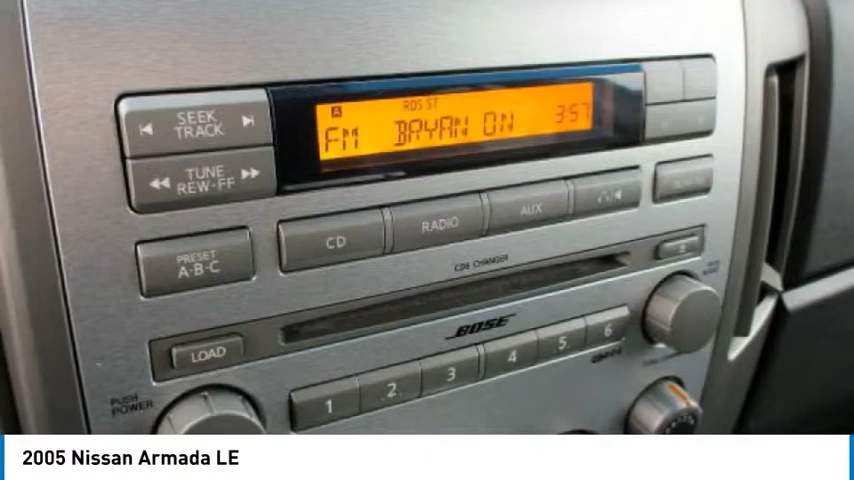 SEEK
TRACK
A
RDS ST
FM BRYAN ON 3:57
TUNE
REW·FF
CD
RADIO
AUX
PRESET
A·B·C
CD6 CHANGER
BOSE
LOAD
1 2 3 4 5 6
PUSH
POWER
2005 Nissan Armada LE